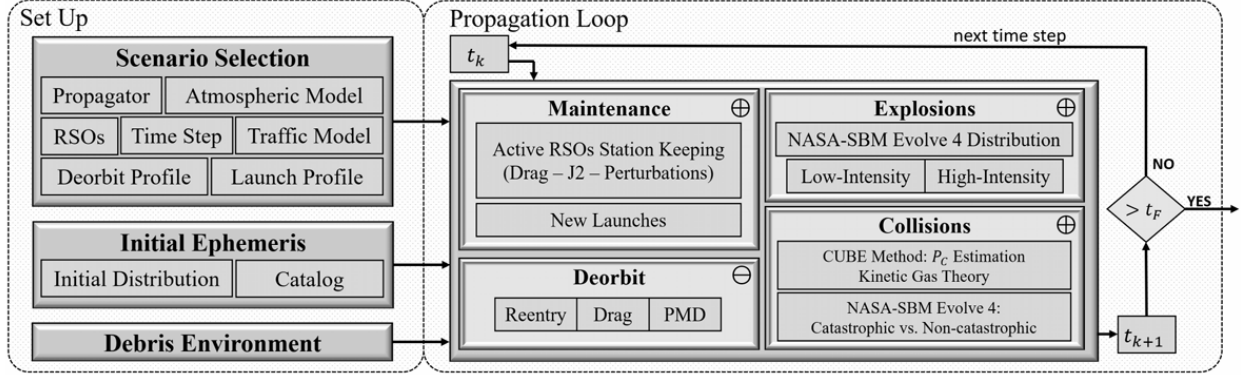 Set Up
Scenario Selection
Propagator
Atmospheric Model
RSOs
Time Step
Traffic Model
Deorbit Profile
Launch Profile
Initial Ephemeris
Initial Distribution
Catalog
Debris Environment
Propagation Loop
next time step
t_k
Maintenance ⊕
Active RSOs Station Keeping
(Drag – J2 – Perturbations)
New Launches
Deorbit ⊖
Reentry
Drag
PMD
Explosions ⊕
NASA-SBM Evolve 4 Distribution
Low-Intensity
High-Intensity
Collisions ⊕
CUBE Method: P_C Estimation
Kinetic Gas Theory
NASA-SBM Evolve 4:
Catastrophic vs. Non-catastrophic
NO
> t_F
YES
t_{k+1}